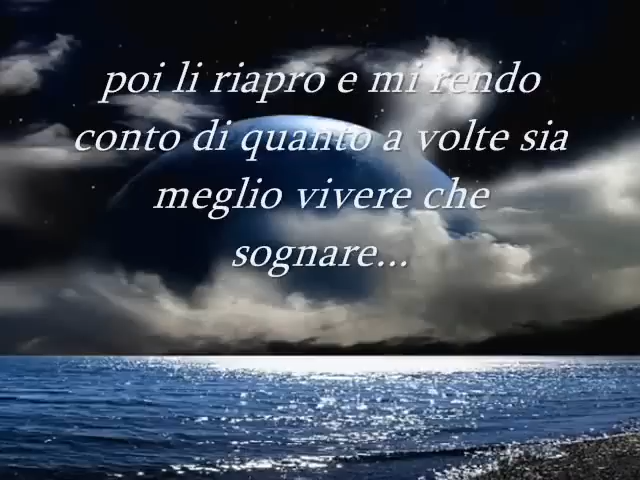 poi li riapro e mi rendo
conto di quanto a volte sia
meglio vivere che
sognare...